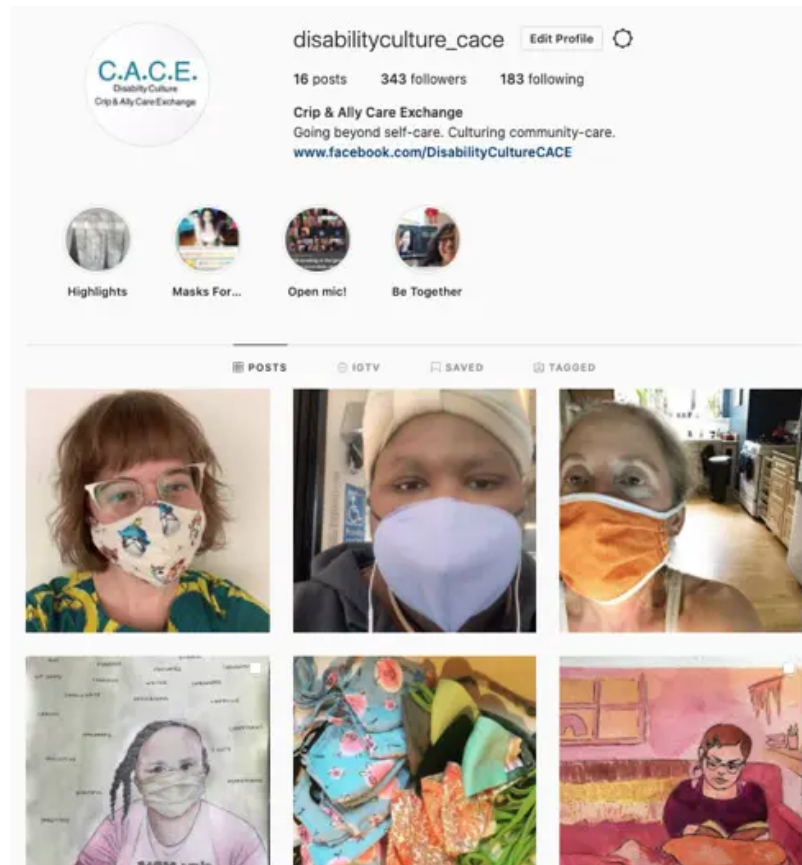 disabilityculture_cace Edit Profile
C.A.C.E.
Disability Culture
Crip & Ally Care Exchange
16 posts 343 followers 183 following
Crip & Ally Care Exchange
Going beyond self-care. Culturing community-care.
www.facebook.com/DisabilityCultureCACE
Highlights Masks For... Open mic! Be Together
POSTS IGTV SAVED TAGGED